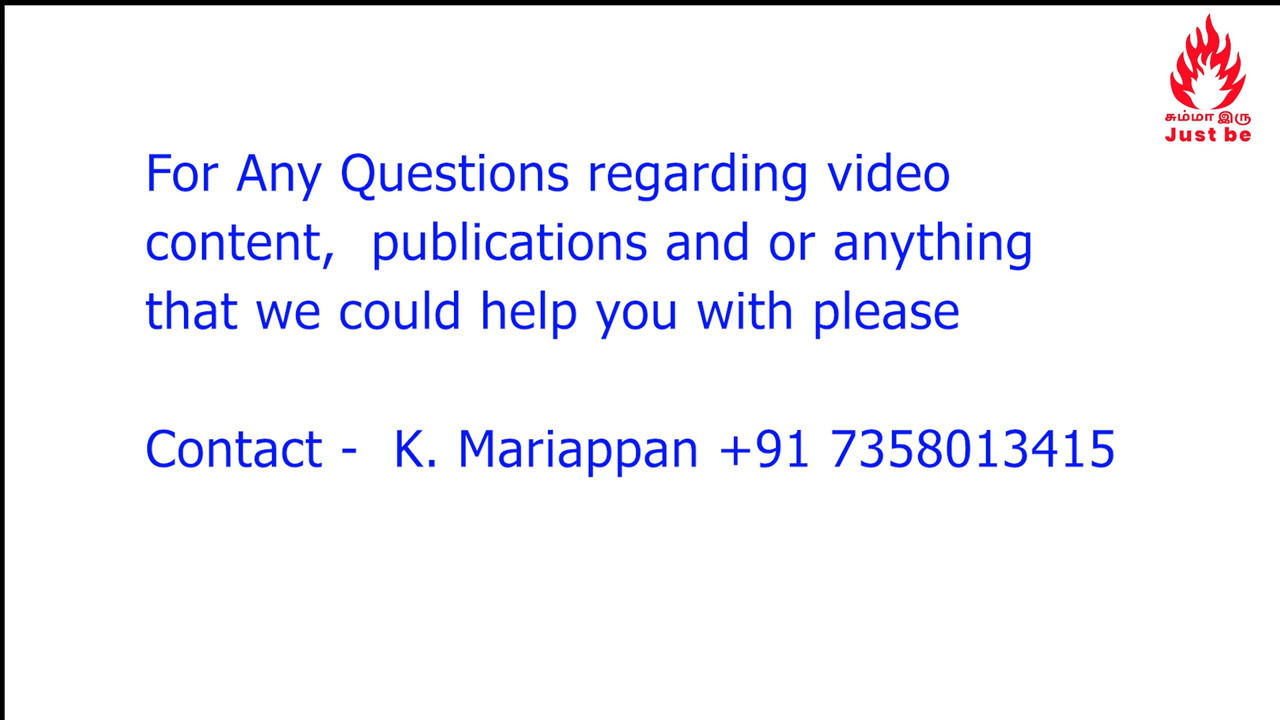 சும்மா இரு
Just be
For Any Questions regarding video
content,  publications and or anything
that we could help you with please
Contact -  K. Mariappan +91 7358013415